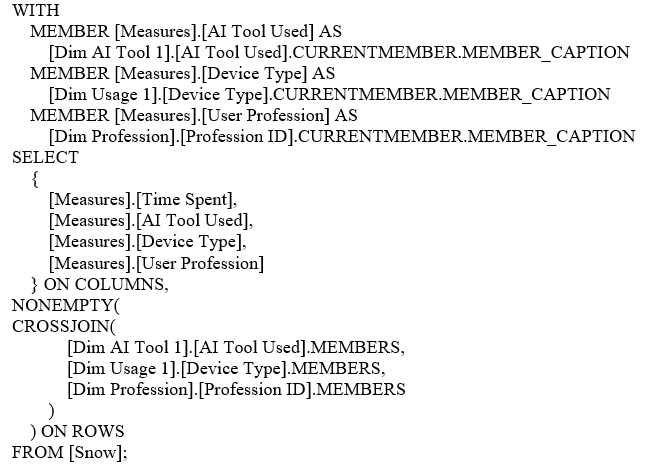 WITH
MEMBER [Measures].[AI Tool Used] AS
[Dim AI Tool 1].[AI Tool Used].CURRENTMEMBER.MEMBER_CAPTION
MEMBER [Measures].[Device Type] AS
[Dim Usage 1].[Device Type].CURRENTMEMBER.MEMBER_CAPTION
MEMBER [Measures].[User Profession] AS
[Dim Profession].[Profession ID].CURRENTMEMBER.MEMBER_CAPTION
SELECT
{
[Measures].[Time Spent],
[Measures].[AI Tool Used],
[Measures].[Device Type],
[Measures].[User Profession]
} ON COLUMNS,
NONEMPTY(
CROSSJOIN(
[Dim AI Tool 1].[AI Tool Used].MEMBERS,
[Dim Usage 1].[Device Type].MEMBERS,
[Dim Profession].[Profession ID].MEMBERS
)
) ON ROWS
FROM [Snow];